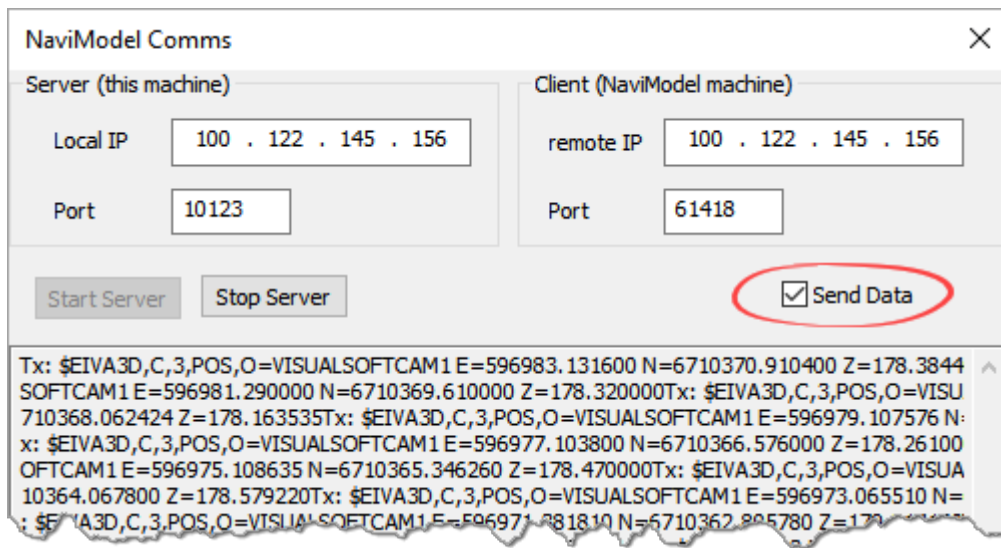 NaviModel Comms
Server (this machine)
Client (NaviModel machine)
Local IP
100 . 122 . 145 . 156
remote IP
100 . 122 . 145 . 156
Port
10123
Port
61418
Start Server
Stop Server
Send Data
Tx: $EIVA3D,C,3,POS,O=VISUALSOFTCAM1 E=596983.131600 N=6710370.910400 Z=178.3844
SOFTCAM1 E=596981.290000 N=6710369.610000 Z=178.320000Tx: $EIVA3D,C,3,POS,O=VISU
710368.062424 Z=178.163535Tx: $EIVA3D,C,3,POS,O=VISUALSOFTCAM1 E=596979.107576 N=
x: $EIVA3D,C,3,POS,O=VISUALSOFTCAM1 E=596977.103800 N=6710366.576000 Z=178.26100
OFTCAM1 E=596975.108635 N=6710365.346260 Z=178.470000Tx: $EIVA3D,C,3,POS,O=VISUA
10364.067800 Z=178.579220Tx: $EIVA3D,C,3,POS,O=VISUALSOFTCAM1 E=596973.065510 N=